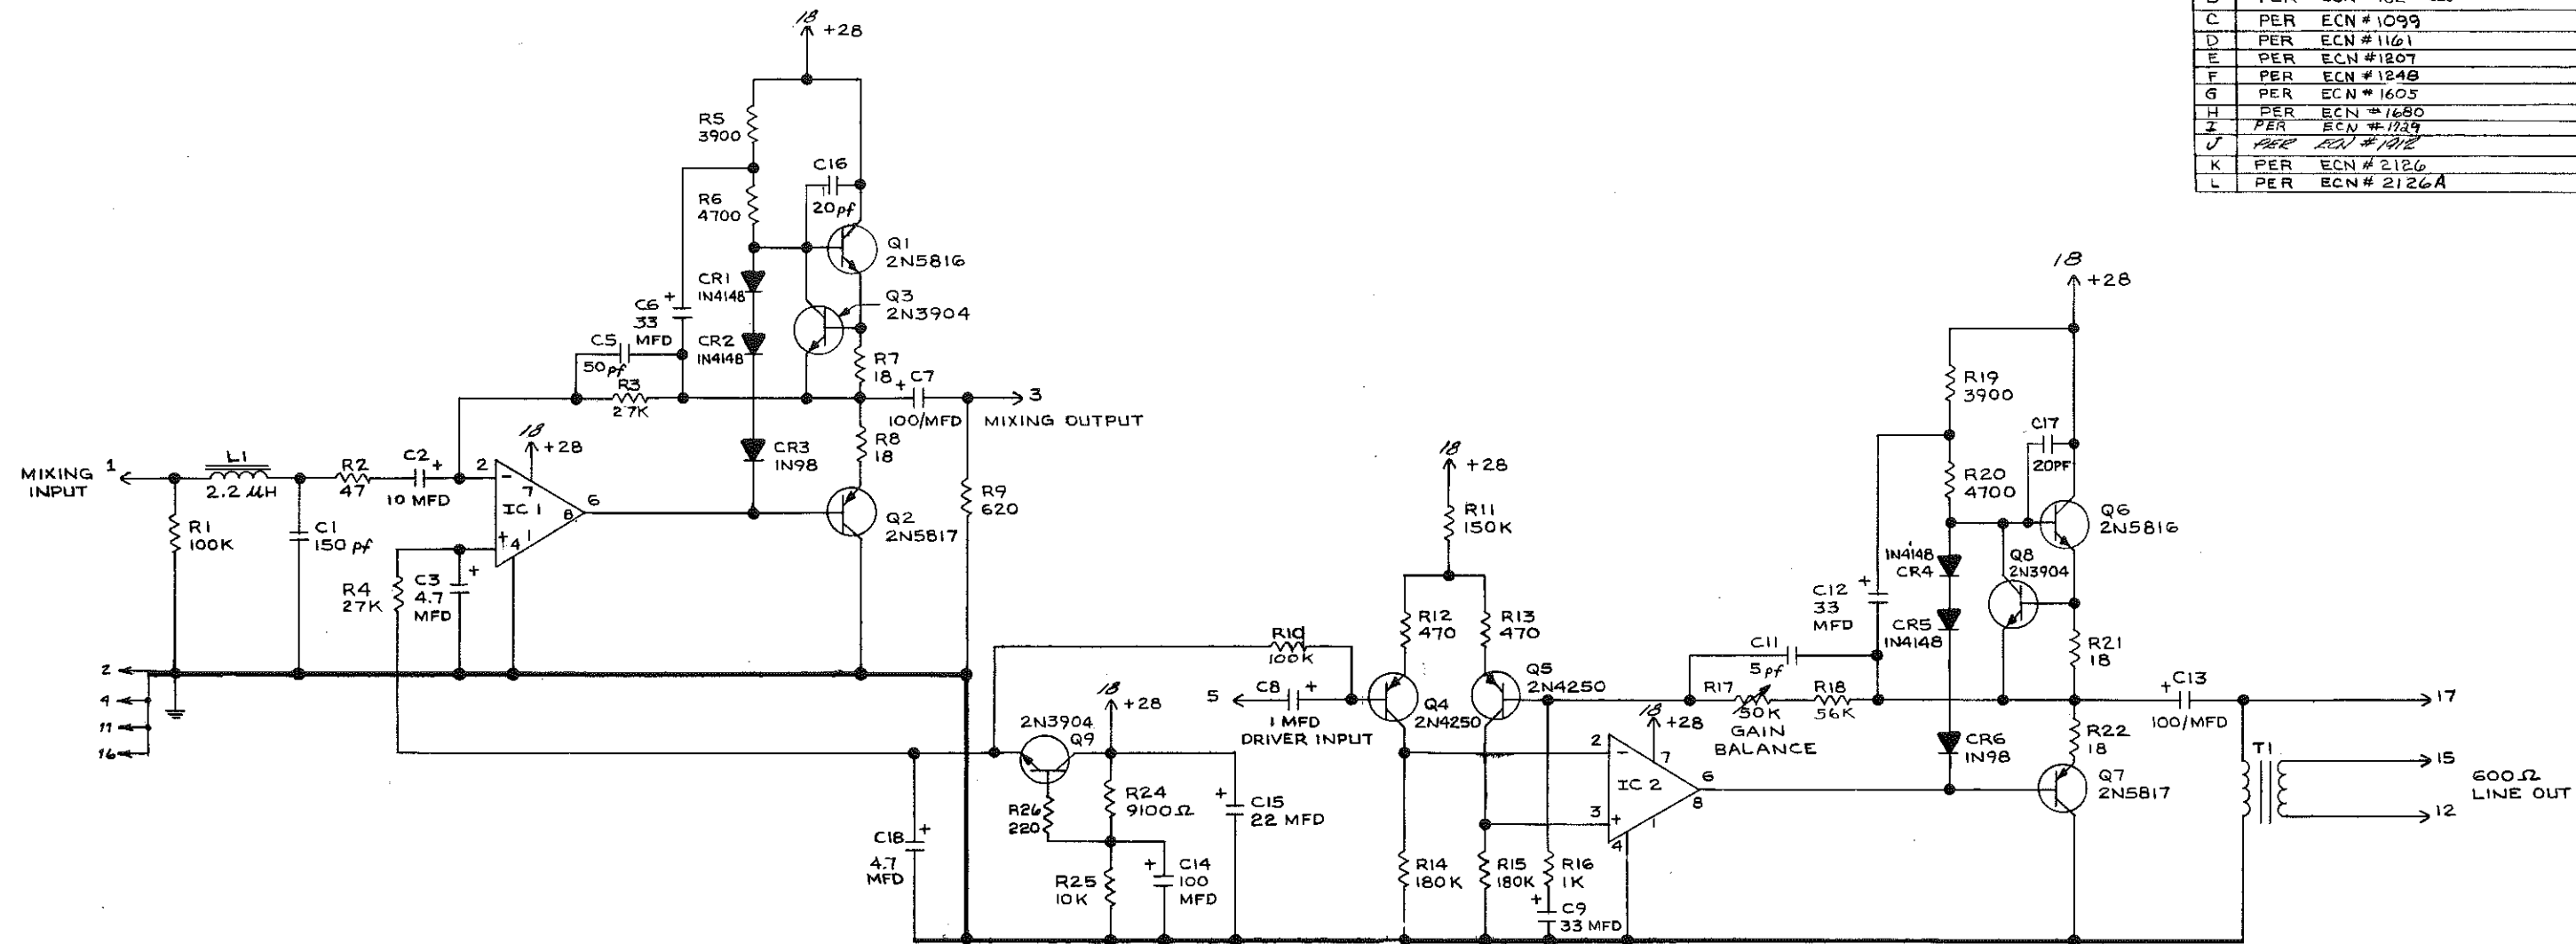 C PER ECN #1099
D PER ECN #1161
E PER ECN #1207
F PER ECN #1248
G PER ECN #1605
H PER ECN #1680
I PER ECN #1729
J PER ECN #1912
K PER ECN #2126
L PER ECN# 2126A
18
+28
R5
3900
C16
20pf
R6
4700
Q1
2N5816
CR1
IN4148
Q3
2N3904
C6 +
33
MFD
CR2
IN4148
C5
50pf
R3
27K
R7
18
+ C7
100/MFD
3
MIXING OUTPUT
18
+28
CR3
IN98
R8
18
MIXING
INPUT
1
L1
2.2 µH
R2
47
C2 +
10 MFD
2
-
7
IC 1
6
8
+
4
1
R1
100K
C1
150 pf
Q2
2N5817
R9
620
R4
27K
C3 +
4.7
MFD
2
4
11
16
18
+28
R11
150K
R12
470
R13
470
R10
100K
5
C8 +
1 MFD
DRIVER INPUT
Q4
2N4250
Q5
2N4250
18
+28
2N3904
Q9
R26
220
R24
9100Ω
+ C15
22 MFD
C18 +
4.7
MFD
R25
10K
+ C14
100
MFD
R14
180K
R15
180K
R16
1K
+ C9
33 MFD
18
+28
2
-
7
IC 2
6
8
3
+
4
1
18
+28
R19
3900
C17
20PF
R20
4700
Q6
2N5816
IN4148
CR4
Q8
2N3904
C12 +
33
MFD
CR5
IN4148
C11
5pf
R21
18
R17
50K
GAIN
BALANCE
R18
56K
+ C13
100/MFD
17
CR6
IN98
R22
18
Q7
2N5817
T1
15
12
600Ω
LINE OUT